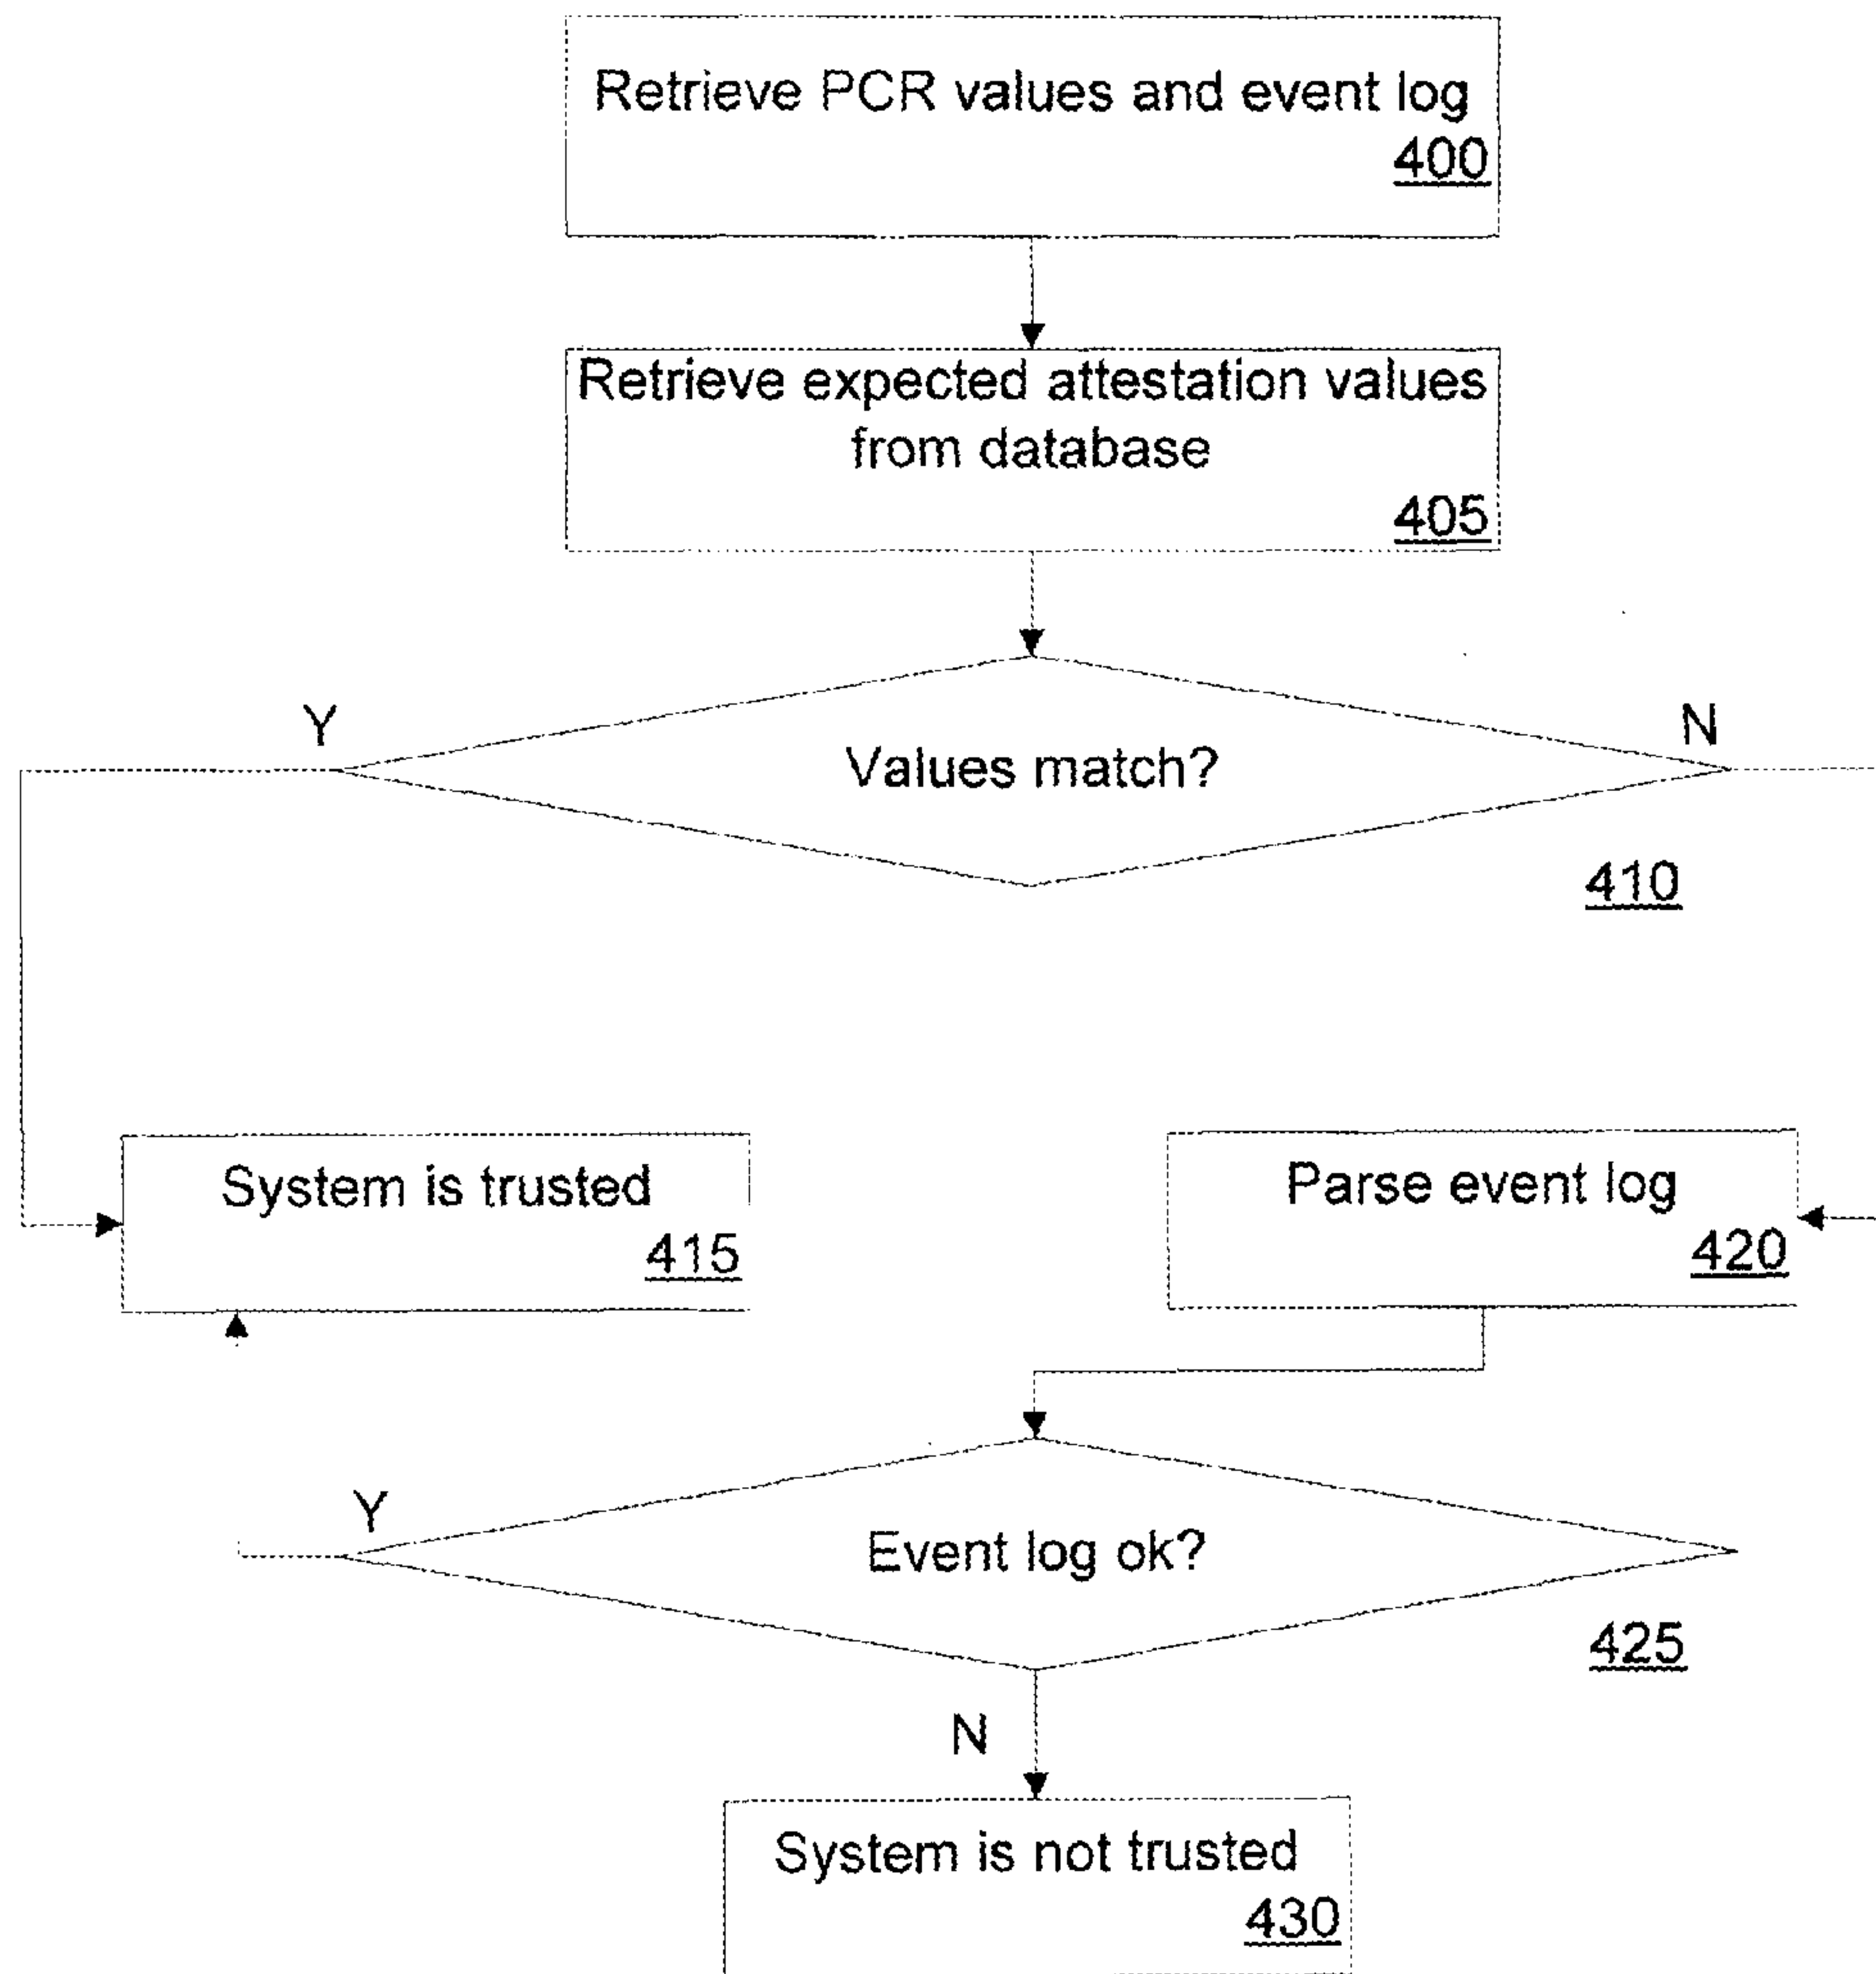 Retrieve PCR values and event log
400
Retrieve expected attestation values
from database
405
Y
N
Values match?
410
System is trusted
415
Parse event log
420
Y
Event log ok?
425
N
System is not trusted
430